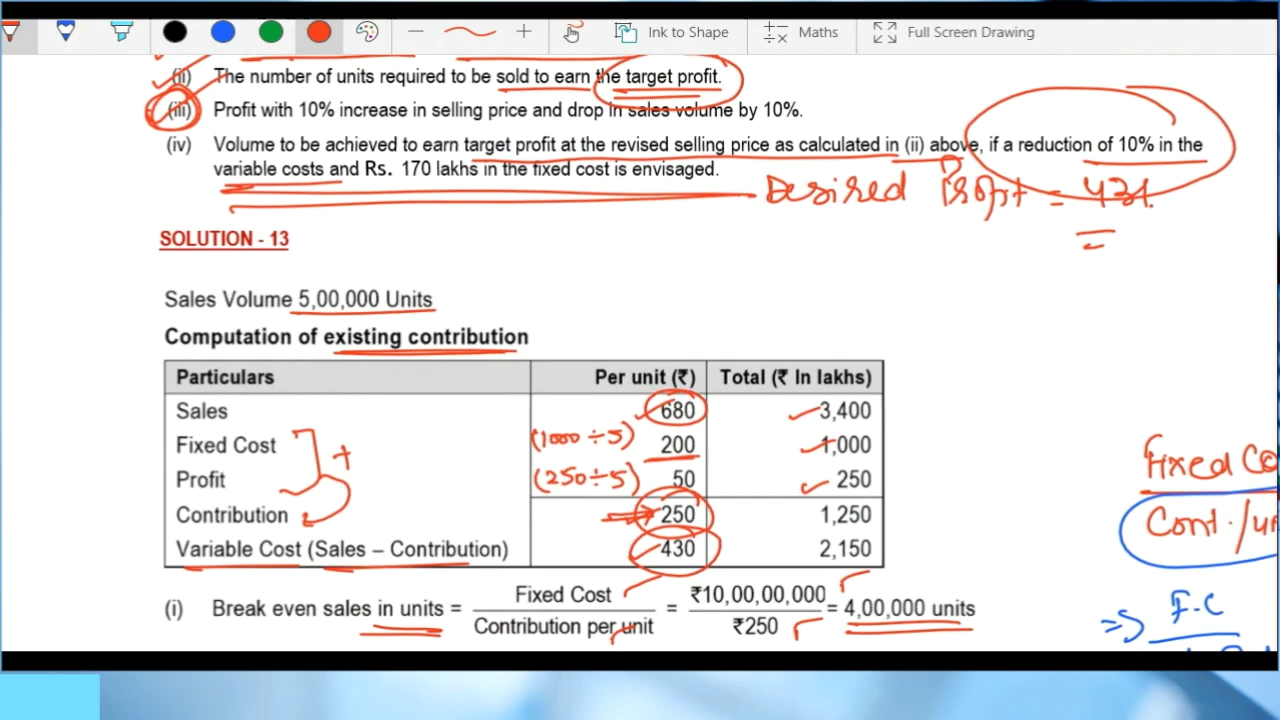 Ink to Shape Maths Full Screen Drawing
(ii) The number of units required to be sold to earn the target profit.
(iii) Profit with 10% increase in selling price and drop in sales volume by 10%.
(iv) Volume to be achieved to earn target profit at the revised selling price as calculated in (ii) above, if a reduction of 10% in the
variable costs and Rs. 170 lakhs in the fixed cost is envisaged.
Desired Profit =
SOLUTION - 13
Sales Volume 5,00,000 Units
Computation of existing contribution
Particulars Per unit (₹) Total (₹ In lakhs)
Sales 680 3,400
Fixed Cost (1000 ÷ 5) 200 1,000
+
Profit (250 ÷ 5) 50 250
Contribution 250 1,250
Variable Cost (Sales – Contribution) 430 2,150
Fixed Co
Cont. /un
(i) Break even sales in units = Fixed Cost / Contribution per unit = ₹10,00,00,000 / ₹250 = 4,00,000 units
⇒ F.C